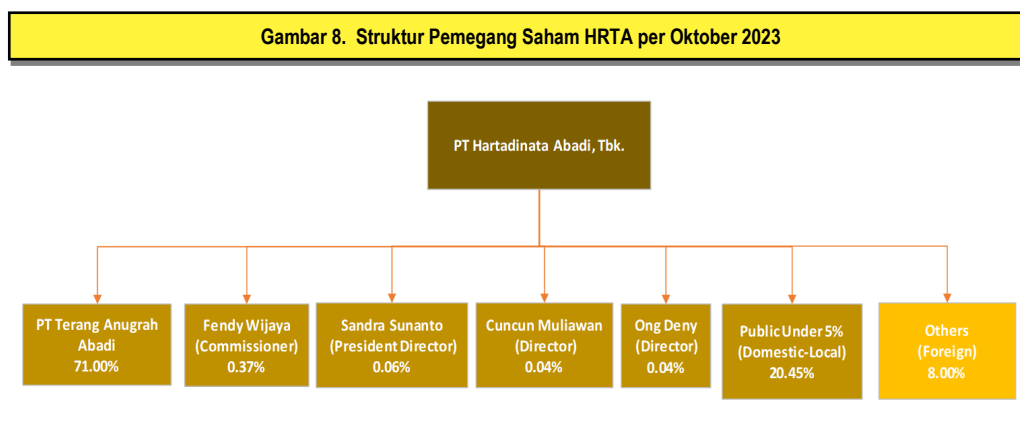 Gambar 8. Struktur Pemegang Saham HRTA per Oktober 2023
PT Hartadinata Abadi, Tbk.
PT Terang Anugrah
Abadi
71.00%
Fendy Wijaya
(Commissioner)
0.37%
Sandra Sunanto
(President Director)
0.06%
Cuncun Muliawan
(Director)
0.04%
Ong Deny
(Director)
0.04%
Public Under 5%
(Domestic-Local)
20.45%
Others
(Foreign)
8.00%